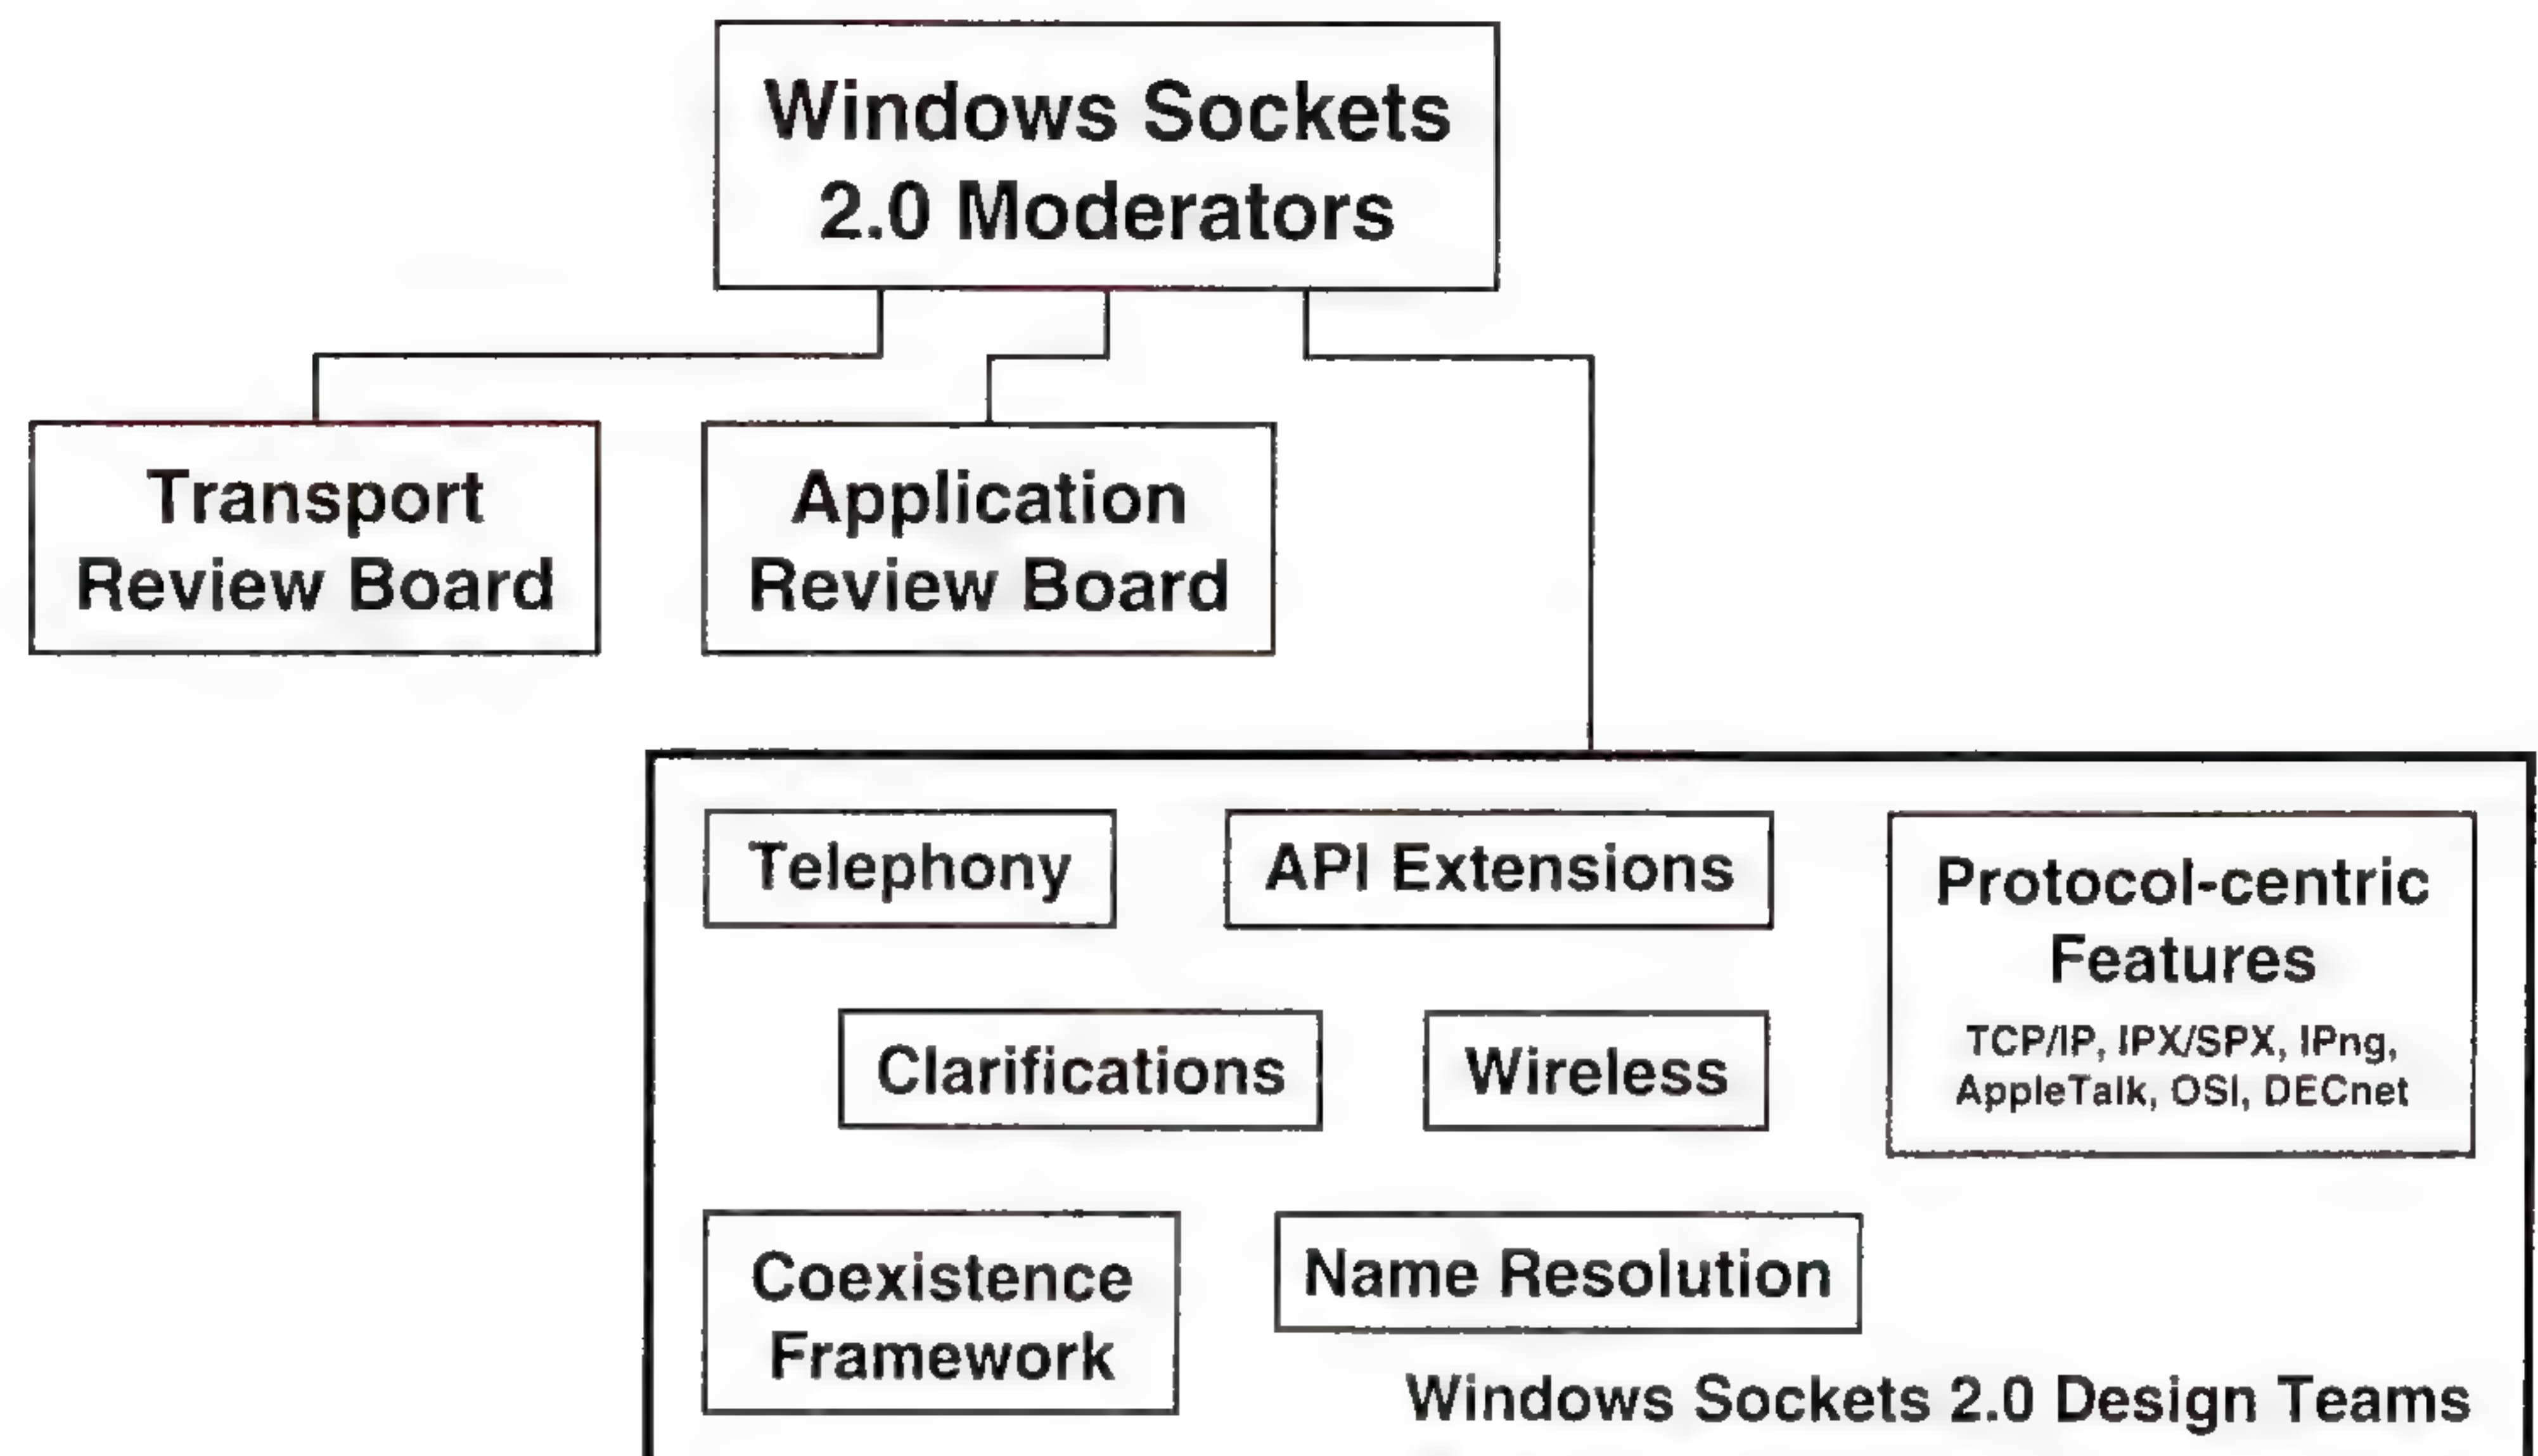 Windows Sockets
2.0 Moderators
Transport
Review Board
Application
Review Board
Telephony
API Extensions
Protocol-centric
Features
TCP/IP, IPX/SPX, IPng,
AppleTalk, OSI, DECnet
Clarifications
Wireless
Coexistence
Framework
Name Resolution
Windows Sockets 2.0 Design Teams